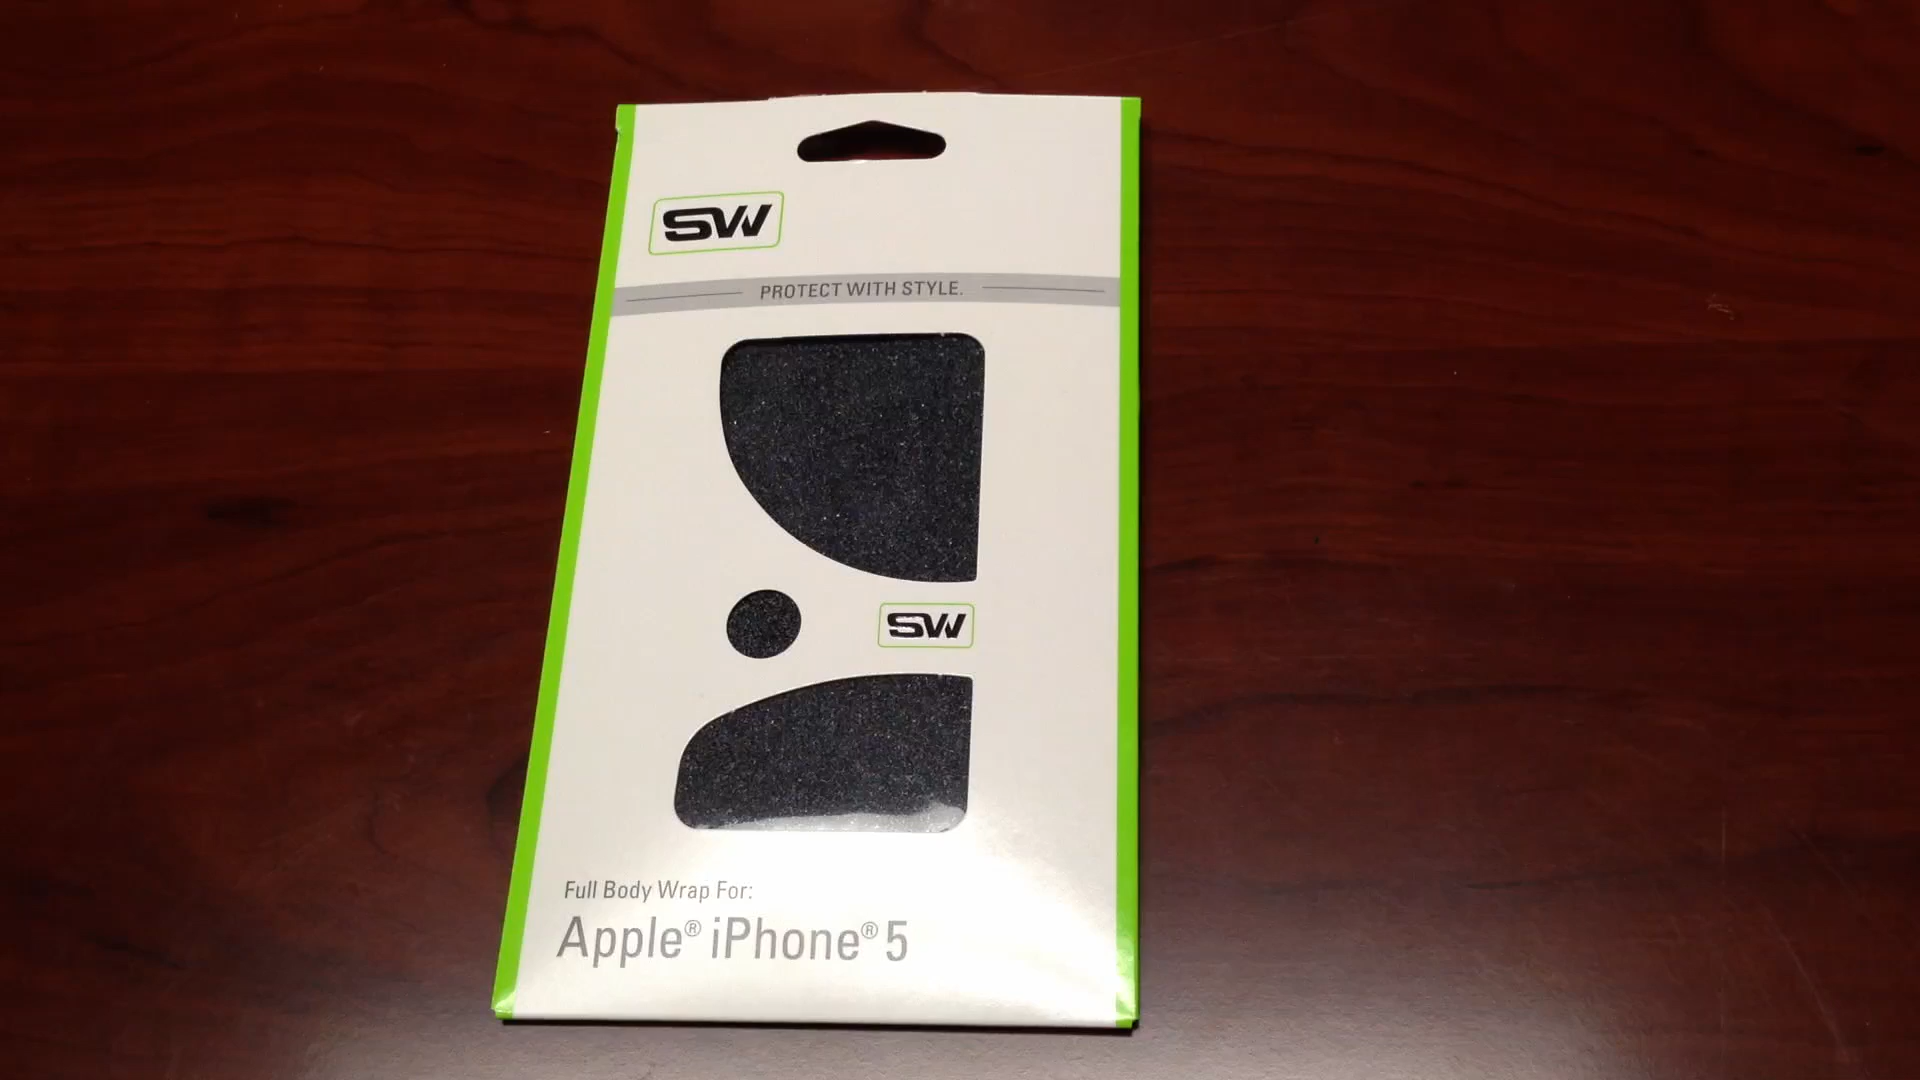 SW
PROTECT WITH STYLE.
SW
Full Body Wrap For:
Apple® iPhone® 5